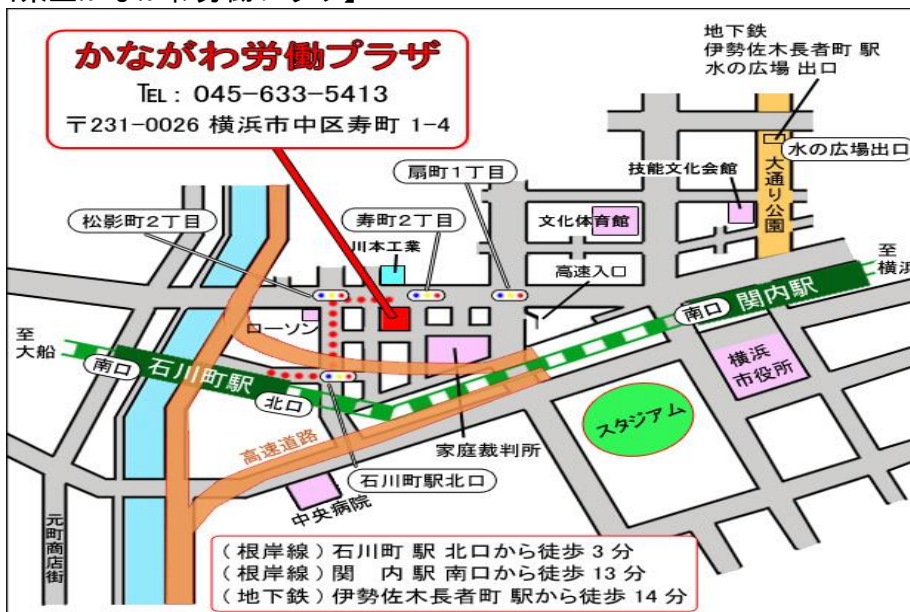 かながわ労働プラザ
TEL: 045-633-5413
〒231-0026 横浜市中区寿町 1-4
地下鉄
伊勢佐木長者町 駅
水の広場 出口
水の広場出口
大通り公園
技能文化会館
扇町1丁目
松影町2丁目
寿町2丁目
川本工業
文化体育館
高速入口
至
横浜
関内駅
南口
ローソン
至
大船
南口
石川町駅
北口
横浜
市役所
スタジアム
家庭裁判所
高速道路
石川町駅北口
中央病院
元町商店街
(根岸線)石川町 駅 北口から徒歩 3 分
(根岸線)関 内 駅 南口から徒歩 13 分
(地下鉄)伊勢佐木長者町 駅から徒歩 14 分